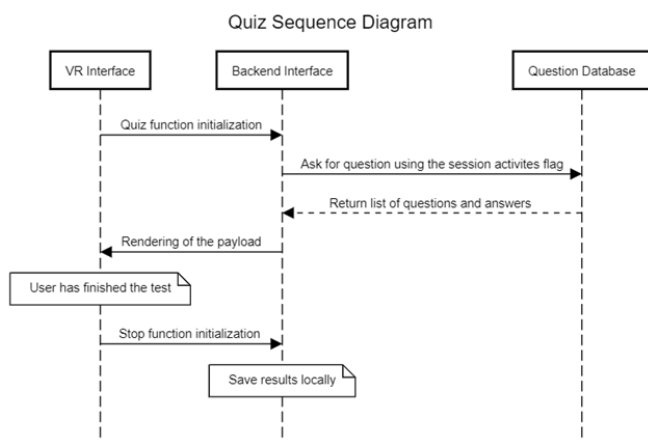 Quiz Sequence Diagram
VR Interface
Backend Interface
Question Database
Quiz function initialization
Ask for question using the session activites flag
Return list of questions and answers
Rendering of the payload
User has finished the test
Stop function initialization
Save results locally